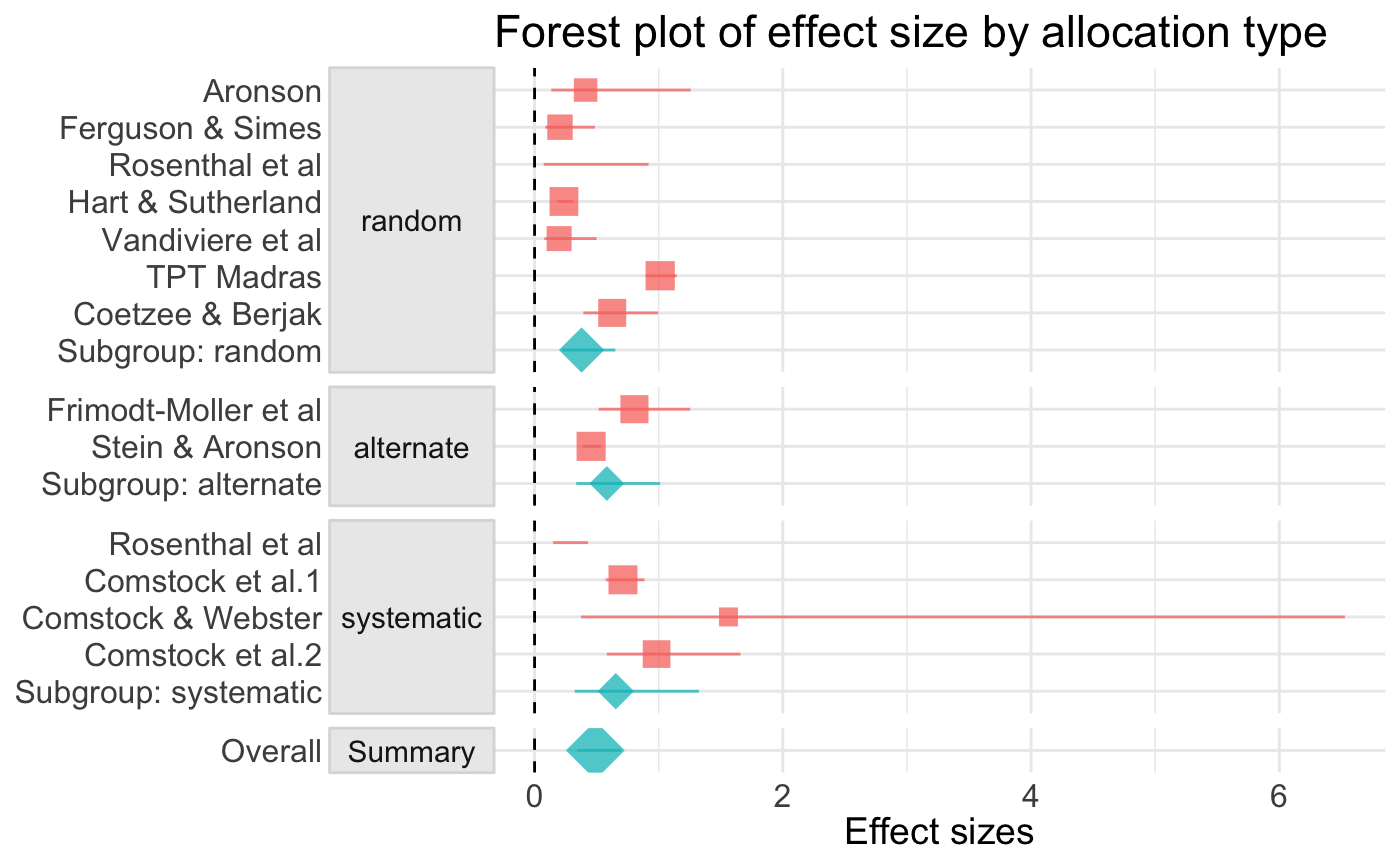 Forest plot of effect size by allocation type
Aronson
Ferguson & Simes
Rosenthal et al
Hart & Sutherland
Vandiviere et al
TPT Madras
Coetzee & Berjak
Subgroup: random
random
Frimodt-Moller et al
Stein & Aronson
Subgroup: alternate
alternate
Rosenthal et al
Comstock et al.1
Comstock & Webster
Comstock et al.2
Subgroup: systematic
systematic
Overall
Summary
0 2 4 6
Effect sizes